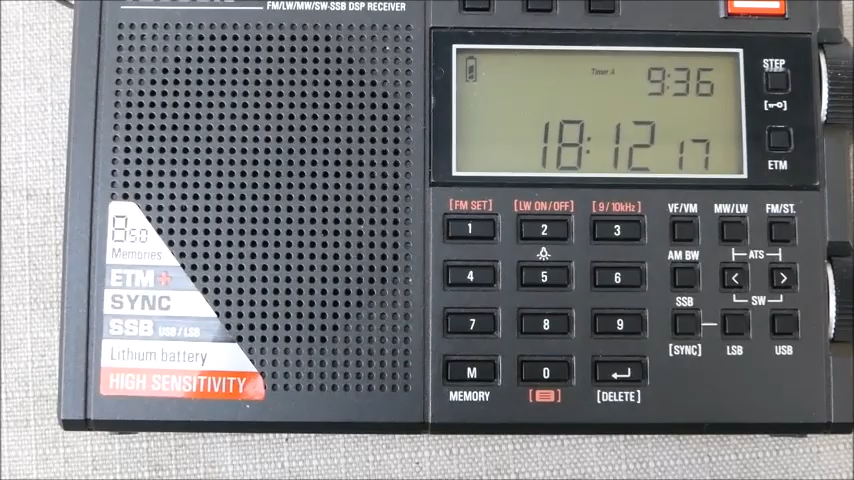 FM/LW/MW/SW-SSB DSP RECEIVER
Timer A
9:36
18:12 17
STEP
ETM
[FM SET]
[LW ON/OFF]
[9/10kHz]
VF/VM
MW/LW
FM/ST.
1
2
3
AM BW
ATS
4
5
6
<
>
SSB
SW
7
8
9
[SYNC]
LSB
USB
M
0
MEMORY
[DELETE]
850
Memories
ETM+
SYNC
SSB USB/LSB
Lithium battery
HIGH SENSITIVITY